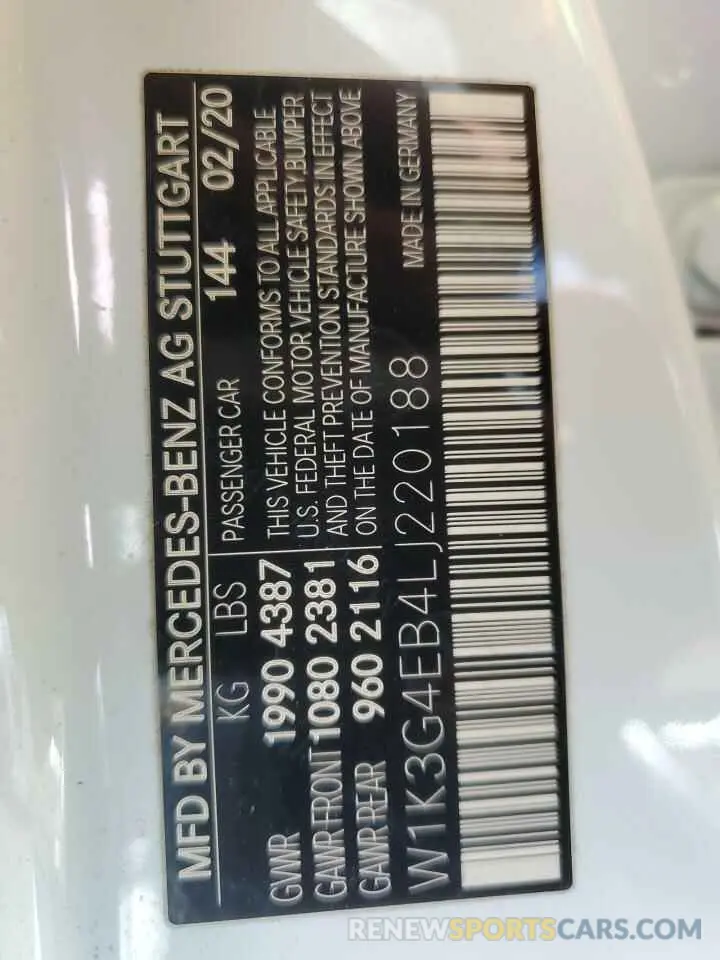 MFD BY MERCEDES-BENZ AG STUTTGART
KG LBS 144 02/20
PASSENGER CAR
GVWR 1990 4387
GAWR FRONT 1080 2381
GAWR REAR 960 2116
THIS VEHICLE CONFORMS TO ALL APPLICABLE
U.S. FEDERAL MOTOR VEHICLE SAFETY, BUMPER
AND THEFT PREVENTION STANDARDS IN EFFECT
ON THE DATE OF MANUFACTURE SHOWN ABOVE
W1K3G4EB4LJ220188 MADE IN GERMANY
RENEWSPORTSCARS.COM